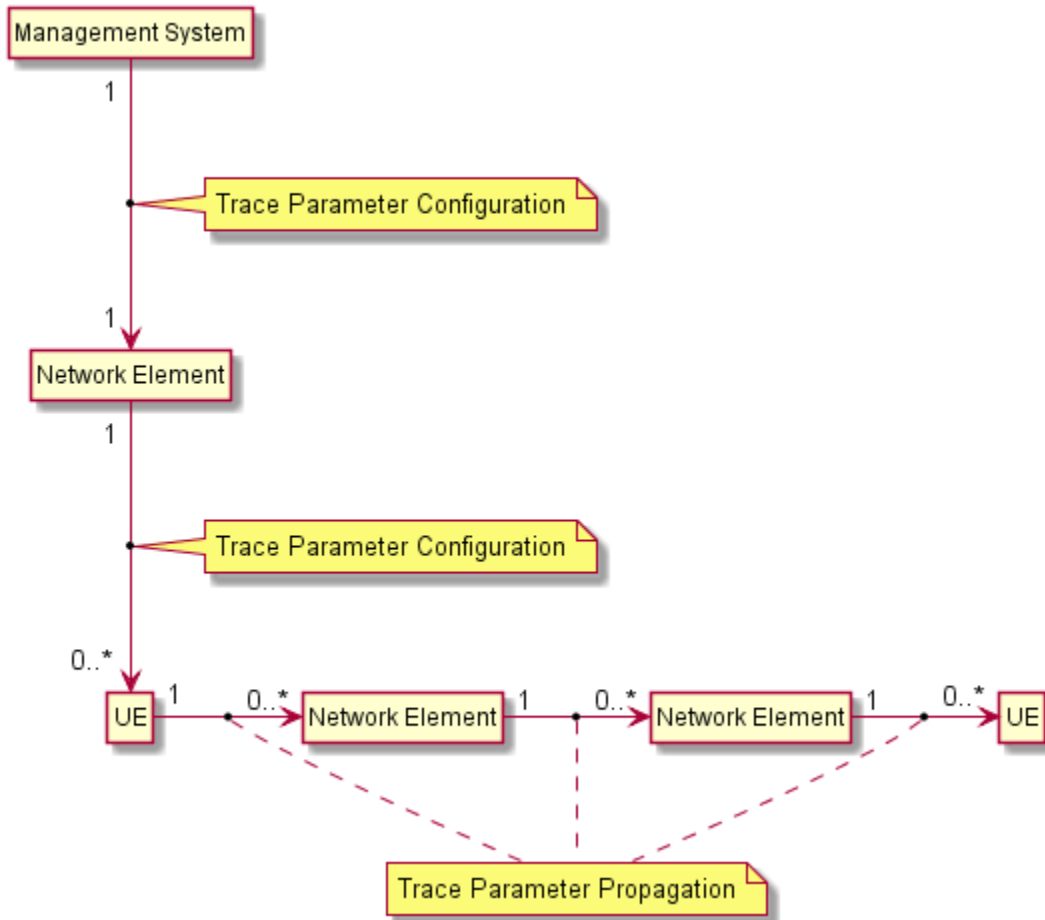 Management System
1
Trace Parameter Configuration
1
Network Element
1
Trace Parameter Configuration
0..*
UE
1
0..*
Network Element
1
0..*
Network Element
1
0..*
UE
Trace Parameter Propagation